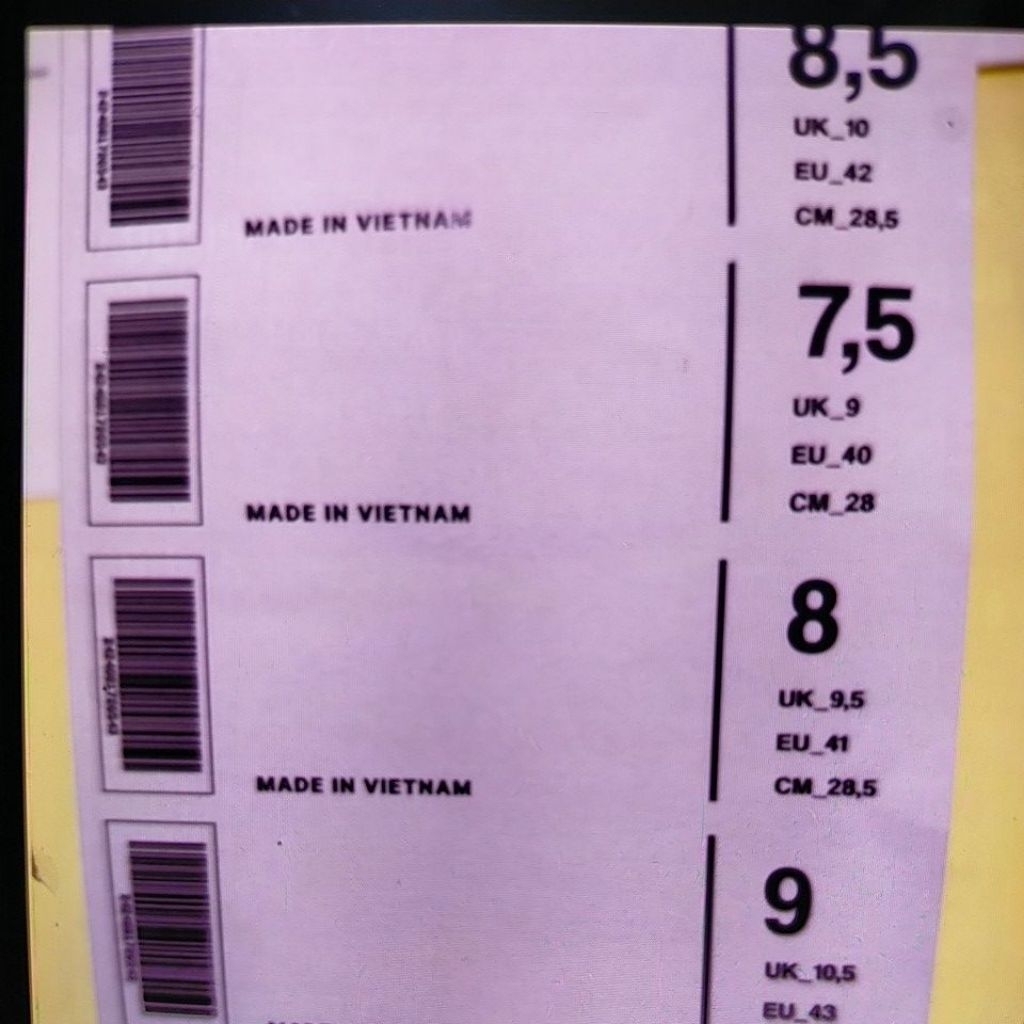 8,5
UK_10
EU_42
CM_28,5
MADE IN VIETNAM
7,5
UK_9
EU_40
CM_28
MADE IN VIETNAM
8
UK_9,5
EU_41
CM_28,5
MADE IN VIETNAM
9
UK_10,5
EU_43